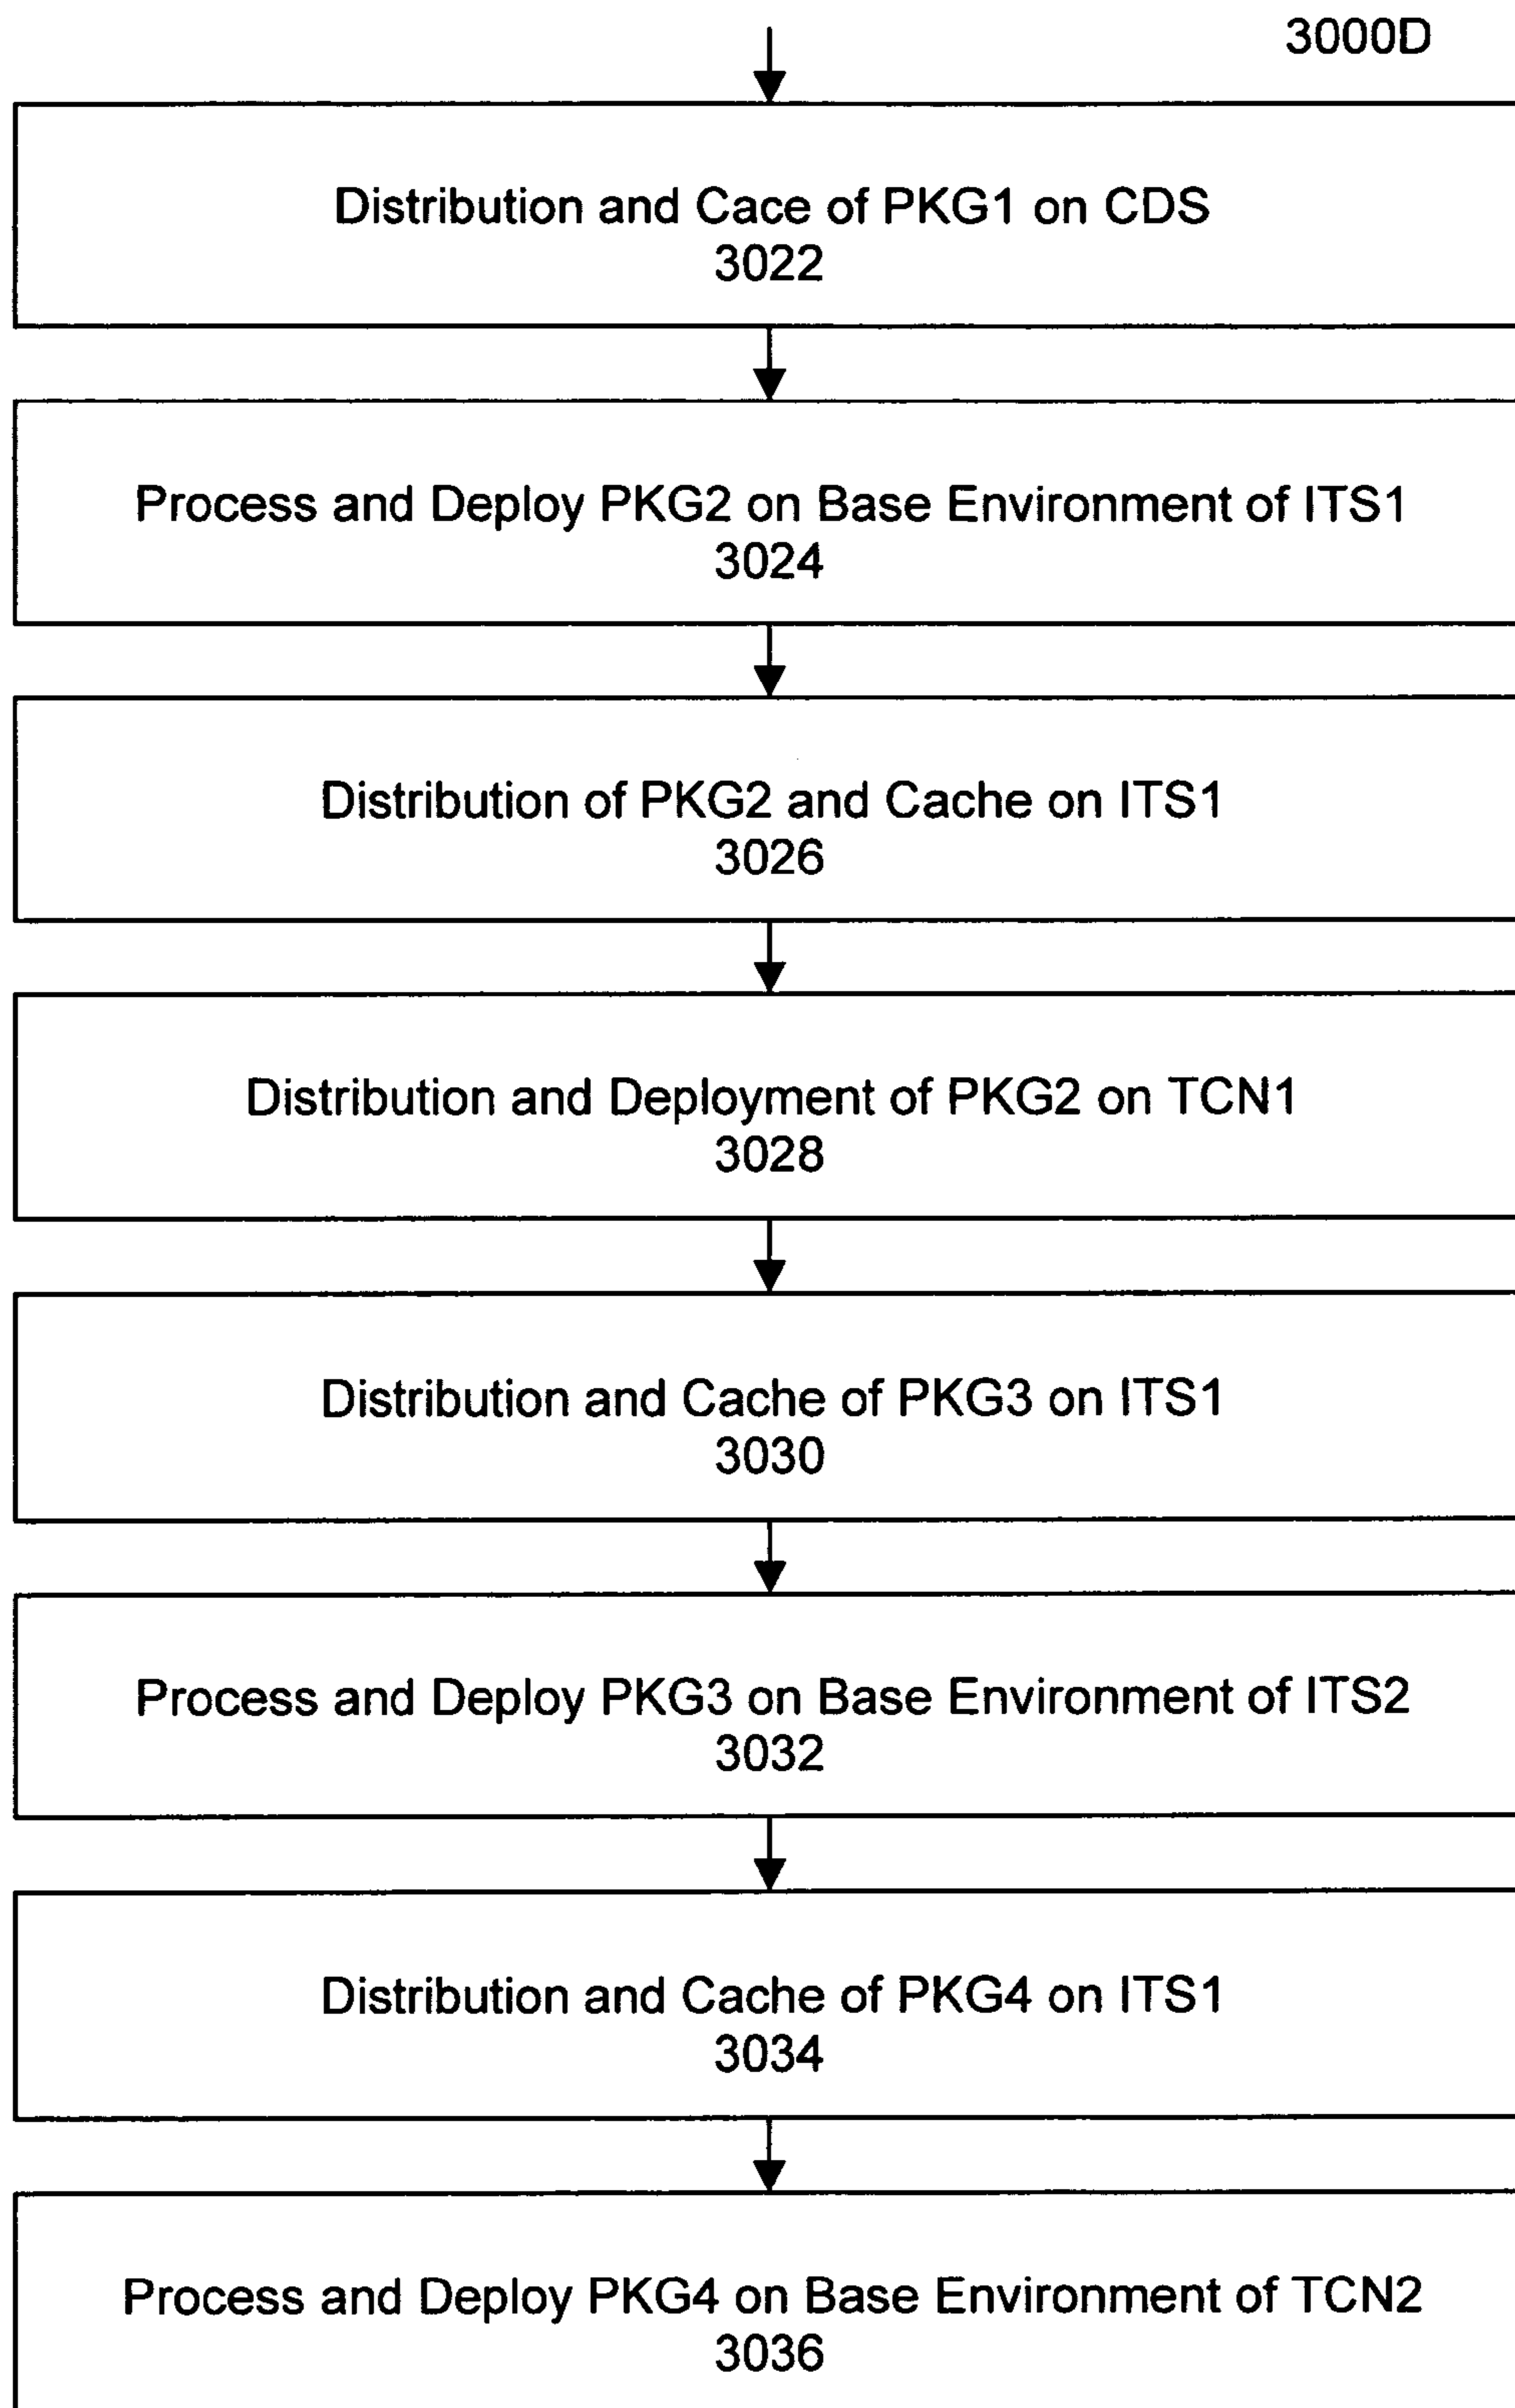 3000D
Distribution and Cace of PKG1 on CDS
3022
Process and Deploy PKG2 on Base Environment of ITS1
3024
Distribution of PKG2 and Cache on ITS1
3026
Distribution and Deployment of PKG2 on TCN1
3028
Distribution and Cache of PKG3 on ITS1
3030
Process and Deploy PKG3 on Base Environment of ITS2
3032
Distribution and Cache of PKG4 on ITS1
3034
Process and Deploy PKG4 on Base Environment of TCN2
3036